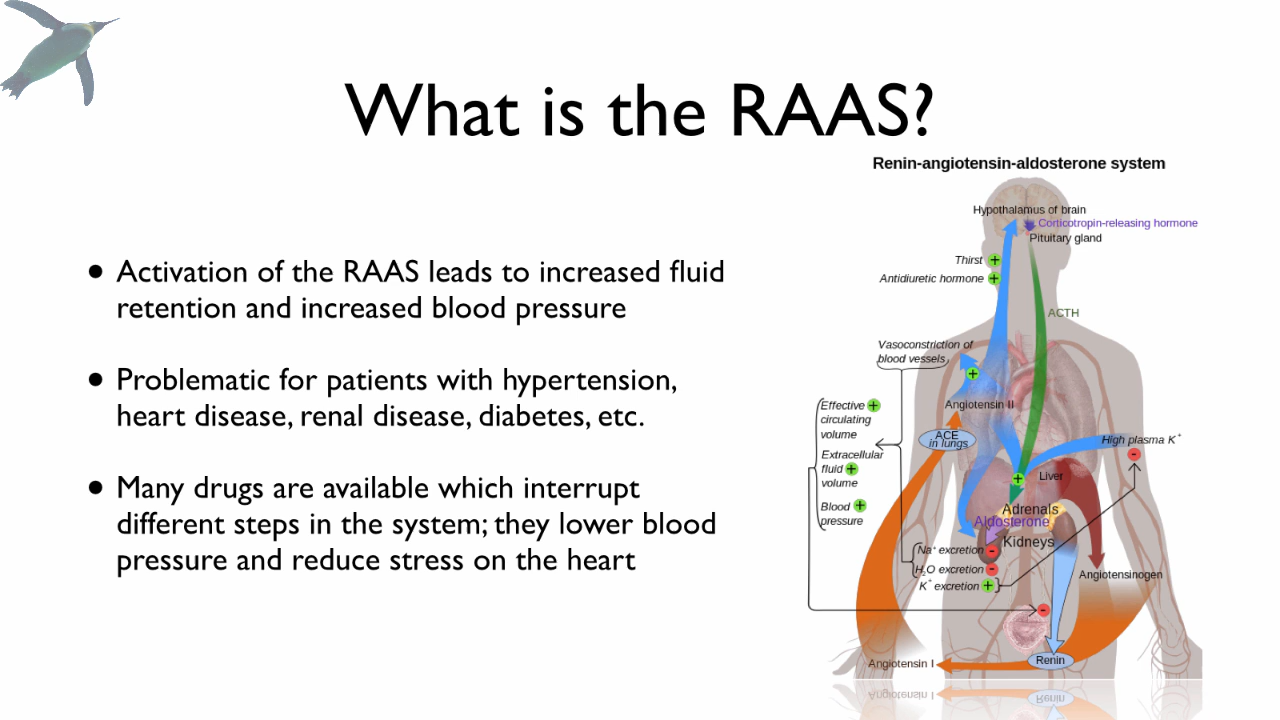 What is the RAAS?
• Activation of the RAAS leads to increased fluid
retention and increased blood pressure
• Problematic for patients with hypertension,
heart disease, renal disease, diabetes, etc.
• Many drugs are available which interrupt
different steps in the system; they lower blood
pressure and reduce stress on the heart
Renin-angiotensin-aldosterone system
Hypothalamus of brain
Corticotropin-releasing hormone
Pituitary gland
Thirst +
Antidiuretic hormone +
ACTH
Vasoconstriction of
blood vessels
+
Angiotensin II
Effective +
circulating
volume
ACE
in lungs
High plasma K⁺
-
Extracellular
fluid +
volume
Liver
+
Blood +
pressure
Adrenals
Aldosterone
Kidneys
Na⁺ excretion -
H₂O excretion -
K⁺ excretion +
Angiotensinogen
-
Renin
Angiotensin I
Angiotensin I
Renin